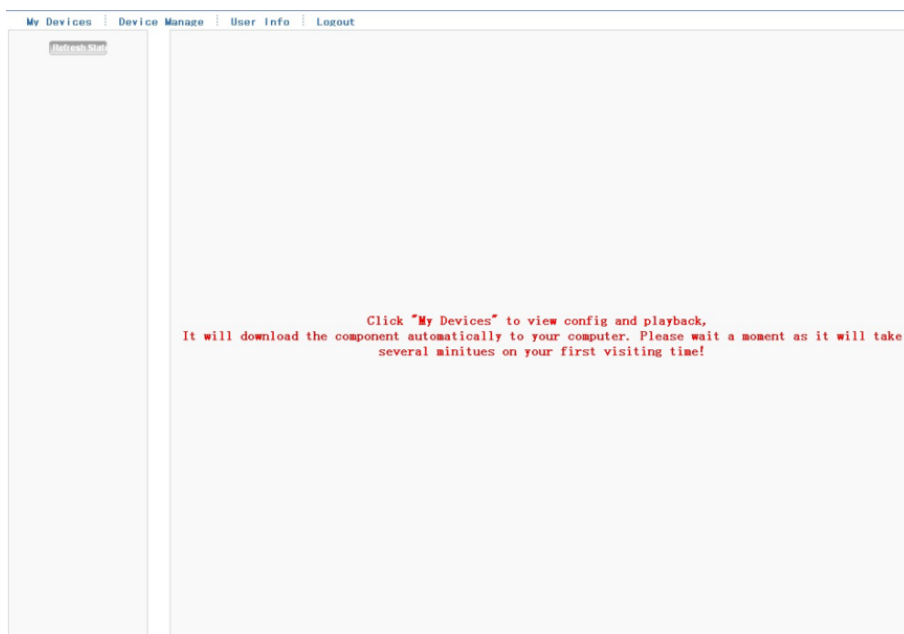 My Devices
Device Manage
User Info
Logout
Refresh State
Click "My Devices" to view config and playback,
It will download the component automatically to your computer. Please wait a moment as it will take
several minitues on your first visiting time!